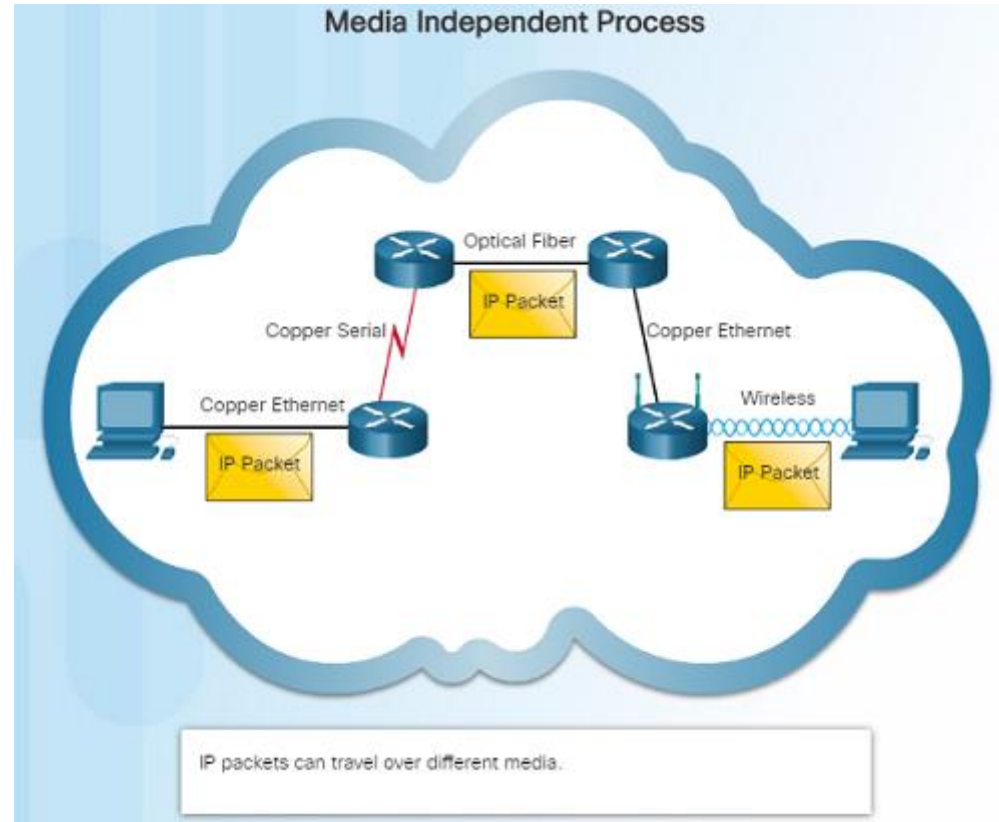 Media Independent Process
Optical Fiber
IP Packet
Copper Serial
Copper Ethernet
Copper Ethernet
IP Packet
Wireless
IP Packet
IP packets can travel over different media.